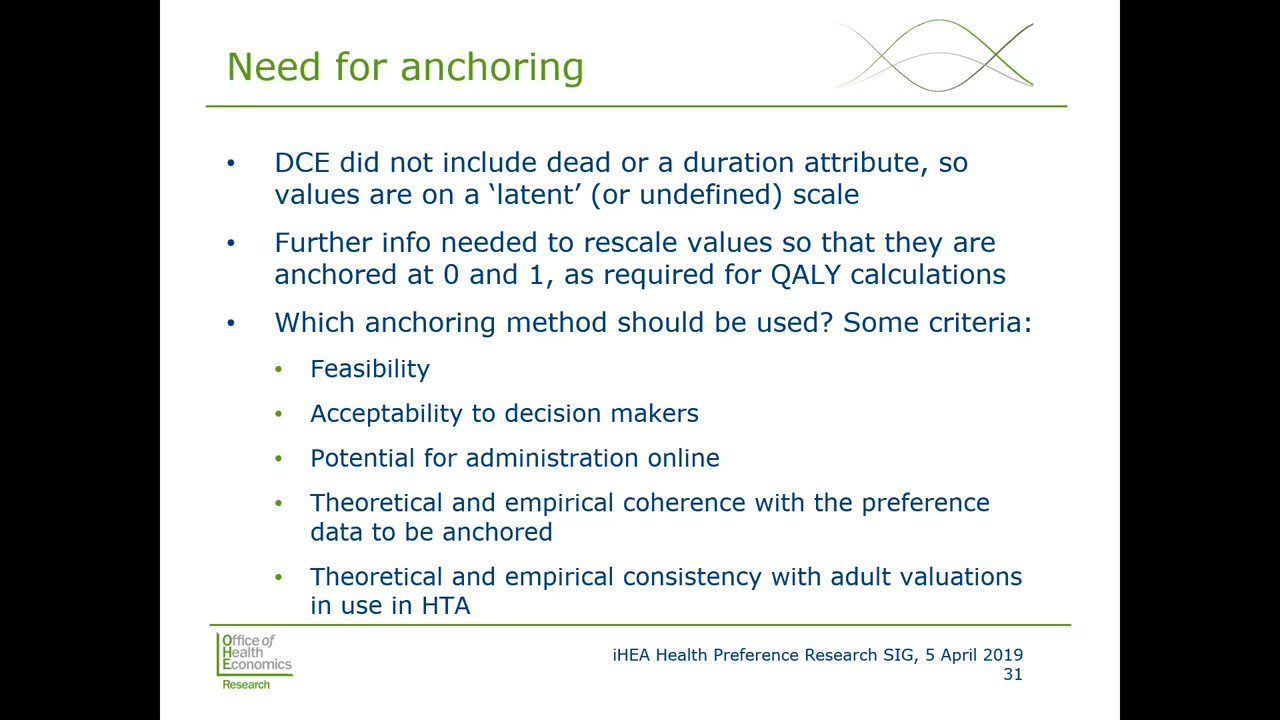 Need for anchoring
• DCE did not include dead or a duration attribute, so
values are on a ‘latent’ (or undefined) scale
• Further info needed to rescale values so that they are
anchored at 0 and 1, as required for QALY calculations
• Which anchoring method should be used? Some criteria:
• Feasibility
• Acceptability to decision makers
• Potential for administration online
• Theoretical and empirical coherence with the preference
data to be anchored
• Theoretical and empirical consistency with adult valuations
in use in HTA
Office of
Health
Economics
Research
iHEA Health Preference Research SIG, 5 April 2019
31